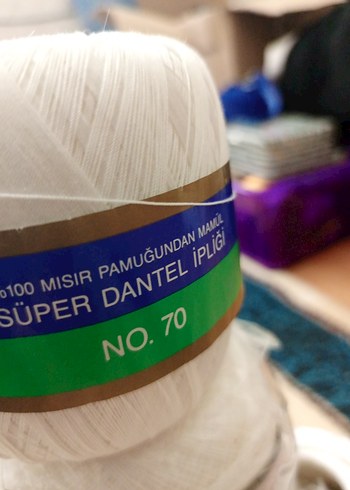 %100 MISIR PAMUĞUNDAN MAMÜL
SÜPER DANTEL İPLİĞİ
NO. 70